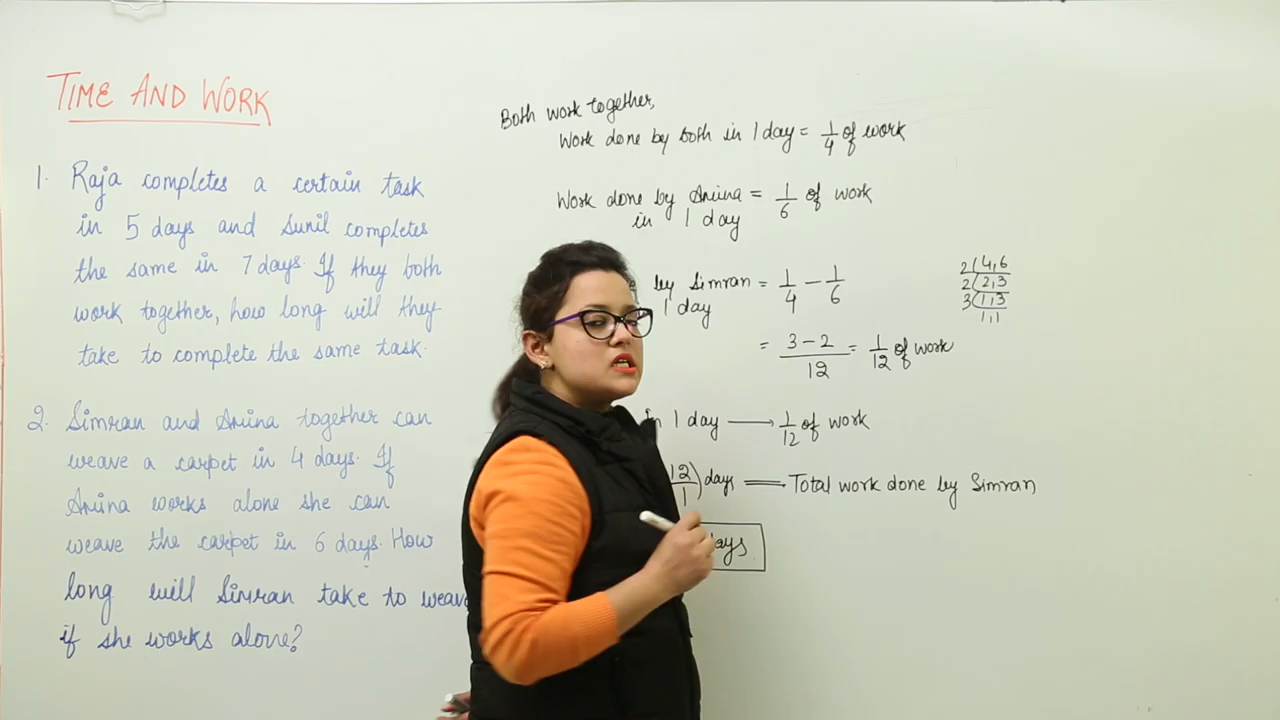 TIME AND WORK
1. Raja completes a certain task
in 5 days and Sunil completes
the same in 7 days. If they both
work together, how long will they
take to complete the same task.
2. Simran and Aruna together can
weave a carpet in 4 days. If
Aruna works alone she can
weave the carpet in 6 days. How
long will Simran take to weave
if she works alone?
Both work together,
Work done by both in 1 day = 1/4 of work
Work done by Aruna = 1/6 of work
in 1 day
by Simran = 1/4 - 1/6
1 day
= 3-2/12 = 1/12 of work
In 1 day → 1/12 of work
12/1) days = Total work done by Simran
days
2 4,6
2 2,3
3 1,3
1,1